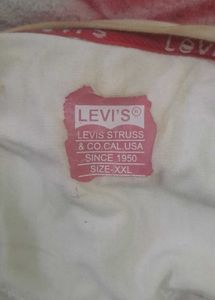 LEVI'S®
LEVIS STRUSS
& CO.CAL.USA
SINCE 1950
SIZE-XXL